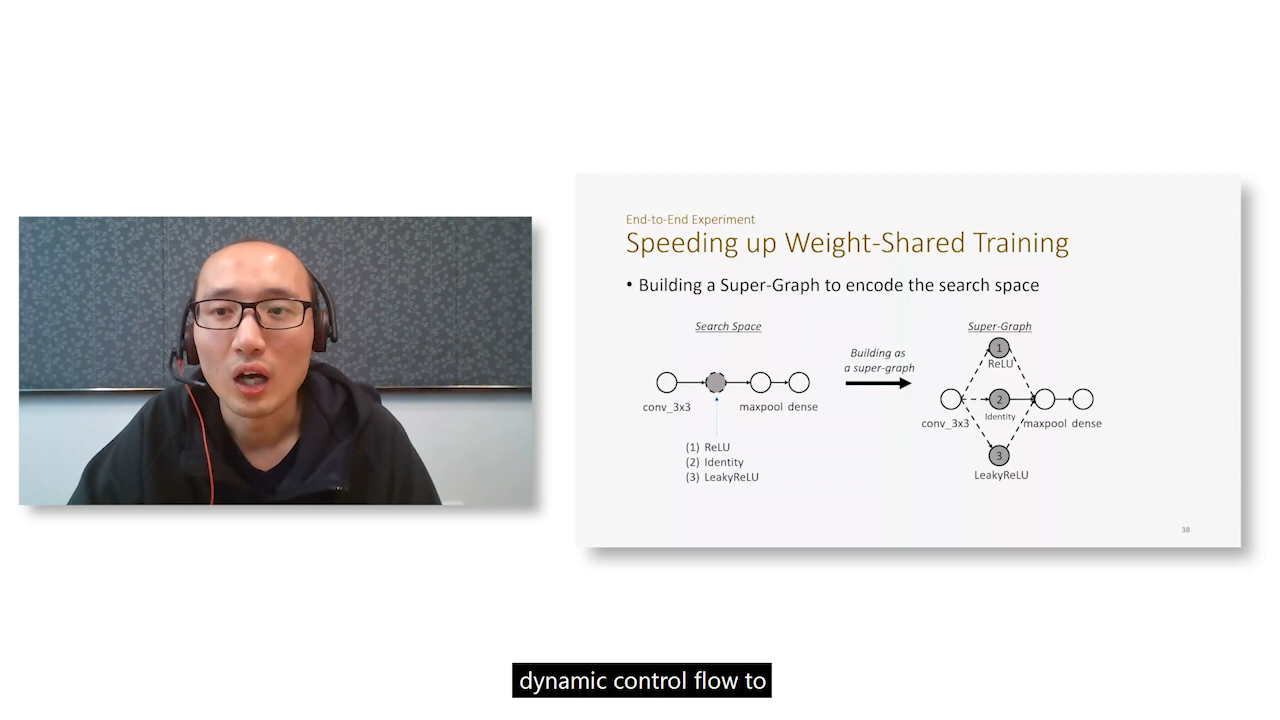 End-to-End Experiment
Speeding up Weight-Shared Training
• Building a Super-Graph to encode the search space
Search Space
conv_3x3
maxpool dense
(1) ReLU
(2) Identity
(3) LeakyReLU
Building as
a super-graph
Super-Graph
1
ReLU
2
Identity
conv_3x3
maxpool dense
3
LeakyReLU
38
dynamic control flow to